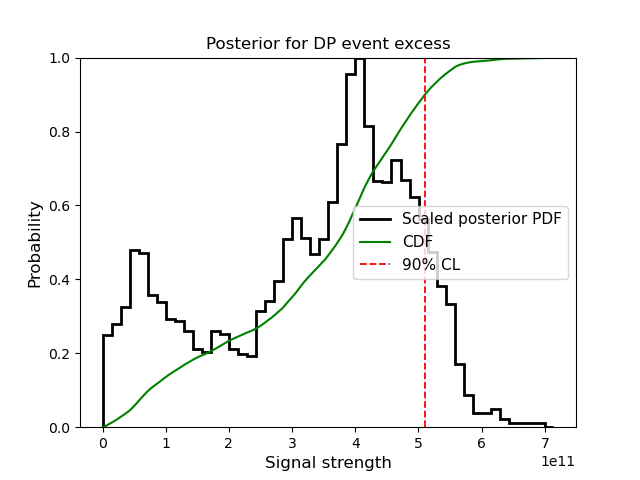 Posterior for DP event excess
1.0
0.8
0.6
0.4
0.2
0.0
Probability
Scaled posterior PDF
CDF
90% CL
0 1 2 3 4 5 6 7
1e11
Signal strength